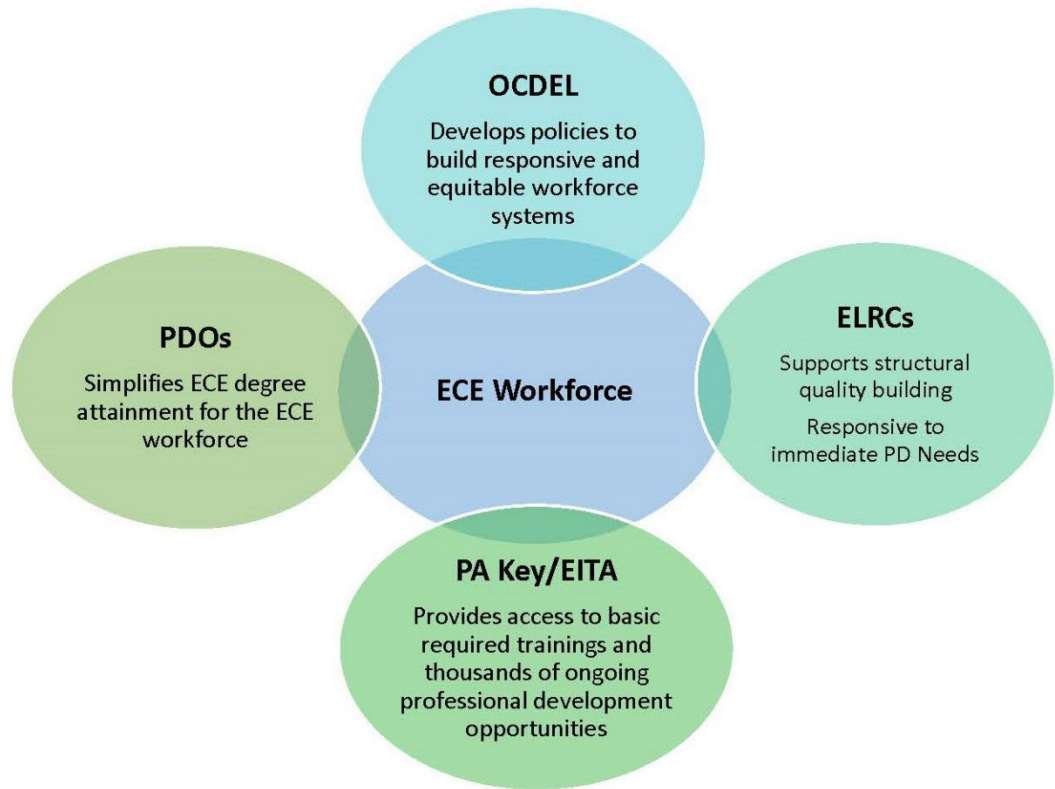 OCDEL
Develops policies to
build responsive and
equitable workforce
systems
PDOs
Simplifies ECE degree
attainment for the ECE
workforce
ECE Workforce
ELRCs
Supports structural
quality building
Responsive to
immediate PD Needs
PA Key/EITA
Provides access to basic
required trainings and
thousands of ongoing
professional development
opportunities